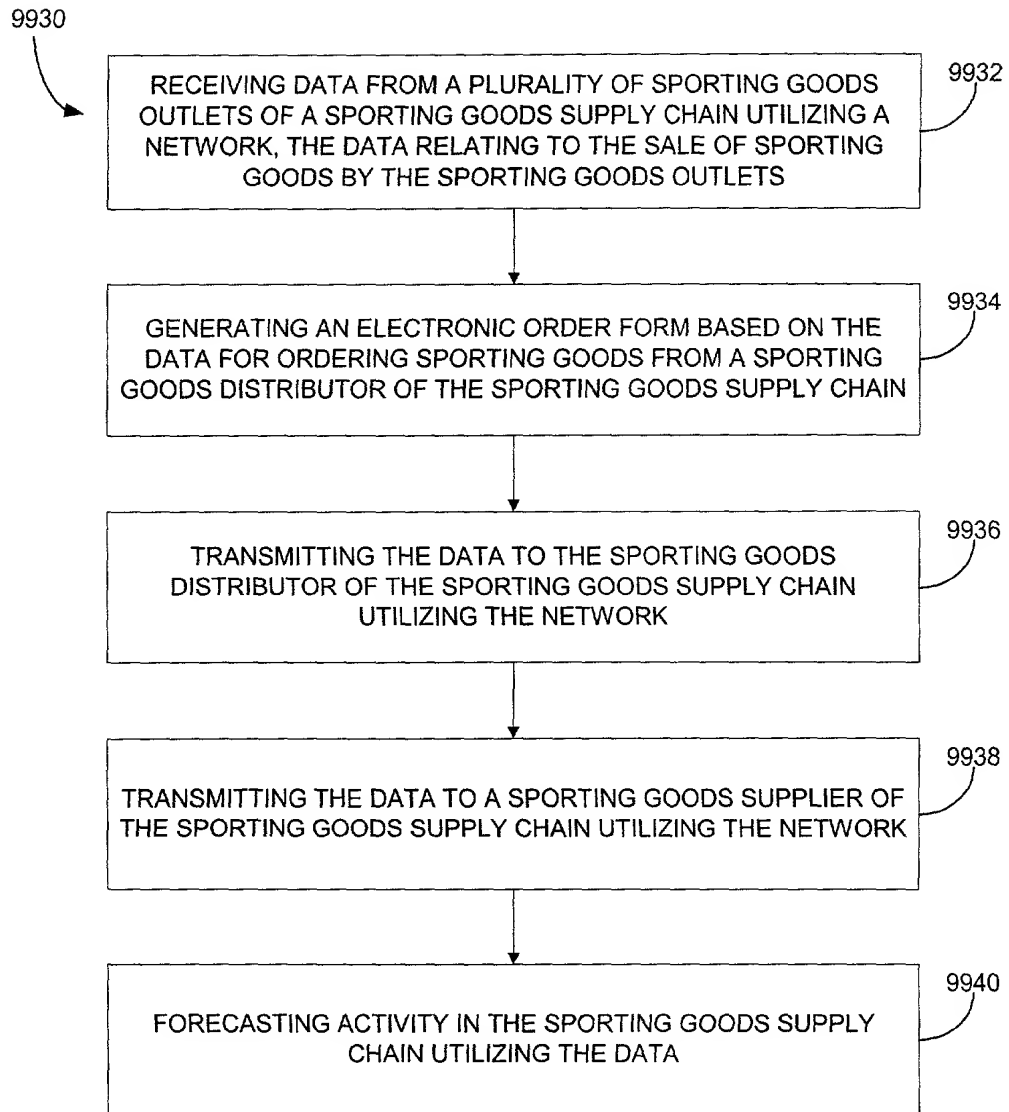 9930
RECEIVING DATA FROM A PLURALITY OF SPORTING GOODS
OUTLETS OF A SPORTING GOODS SUPPLY CHAIN UTILIZING A
NETWORK, THE DATA RELATING TO THE SALE OF SPORTING
GOODS BY THE SPORTING GOODS OUTLETS
9932
GENERATING AN ELECTRONIC ORDER FORM BASED ON THE
DATA FOR ORDERING SPORTING GOODS FROM A SPORTING
GOODS DISTRIBUTOR OF THE SPORTING GOODS SUPPLY CHAIN
9934
TRANSMITTING THE DATA TO THE SPORTING GOODS
DISTRIBUTOR OF THE SPORTING GOODS SUPPLY CHAIN
UTILIZING THE NETWORK
9936
TRANSMITTING THE DATA TO A SPORTING GOODS SUPPLIER OF
THE SPORTING GOODS SUPPLY CHAIN UTILIZING THE NETWORK
9938
FORECASTING ACTIVITY IN THE SPORTING GOODS SUPPLY
CHAIN UTILIZING THE DATA
9940